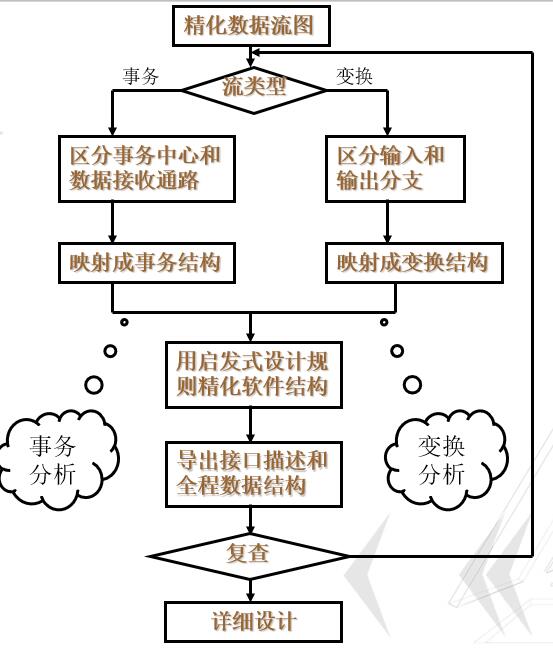 精化数据流图
事务
变换
流类型
区分事务中心和
数据接收通路
区分输入和
输出分支
映射成事务结构
映射成变换结构
用启发式设计规
则精化软件结构
事务
分析
变换
分析
导出接口描述和
全程数据结构
复查
详细设计